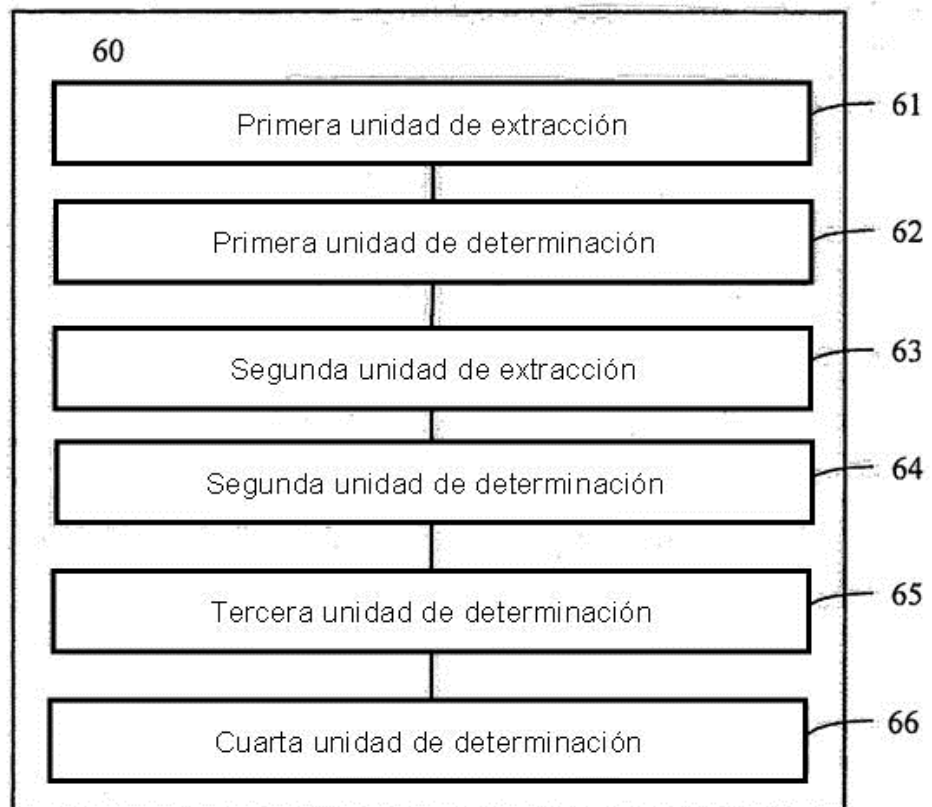 60
Primera unidad de extracción 61
Primera unidad de determinación 62
Segunda unidad de extracción 63
Segunda unidad de determinación 64
Tercera unidad de determinación 65
Cuarta unidad de determinación 66